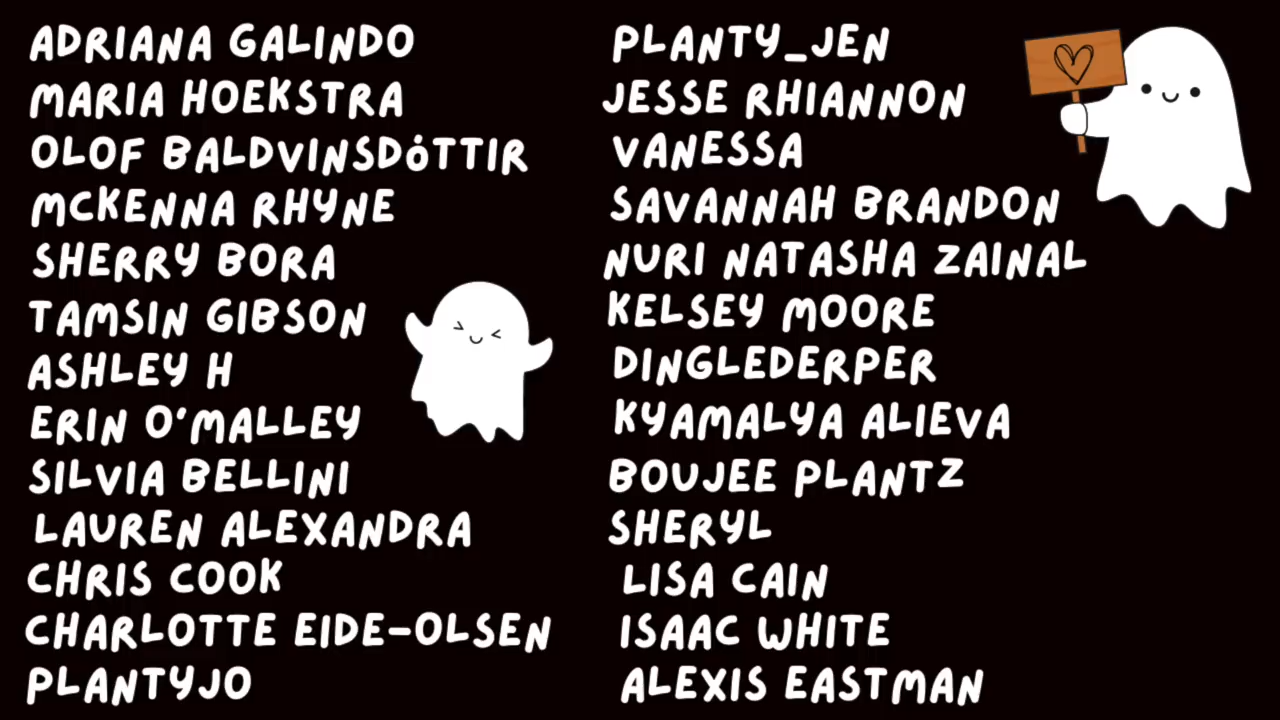 ADRIANA GALINDO
MARIA HOEKSTRA
OLOF BALDVINSDóTTIR
MCKENNA RHYNE
SHERRY BORA
TAMSIN GIBSON
ASHLEY H
ERIN O'MALLEY
SILVIA BELLINI
LAUREN ALEXANDRA
CHRIS COOK
CHARLOTTE EIDE-OLSEN
PLANTYJO
PLANTY_JEN
JESSE RHIANNON
VANESSA
SAVANNAH BRANDON
NURI NATASHA ZAINAL
KELSEY MOORE
DINGLEDERPER
KYAMALYA ALIEVA
BOUJEE PLANTZ
SHERYL
LISA CAIN
ISAAC WHITE
ALEXIS EASTMAN